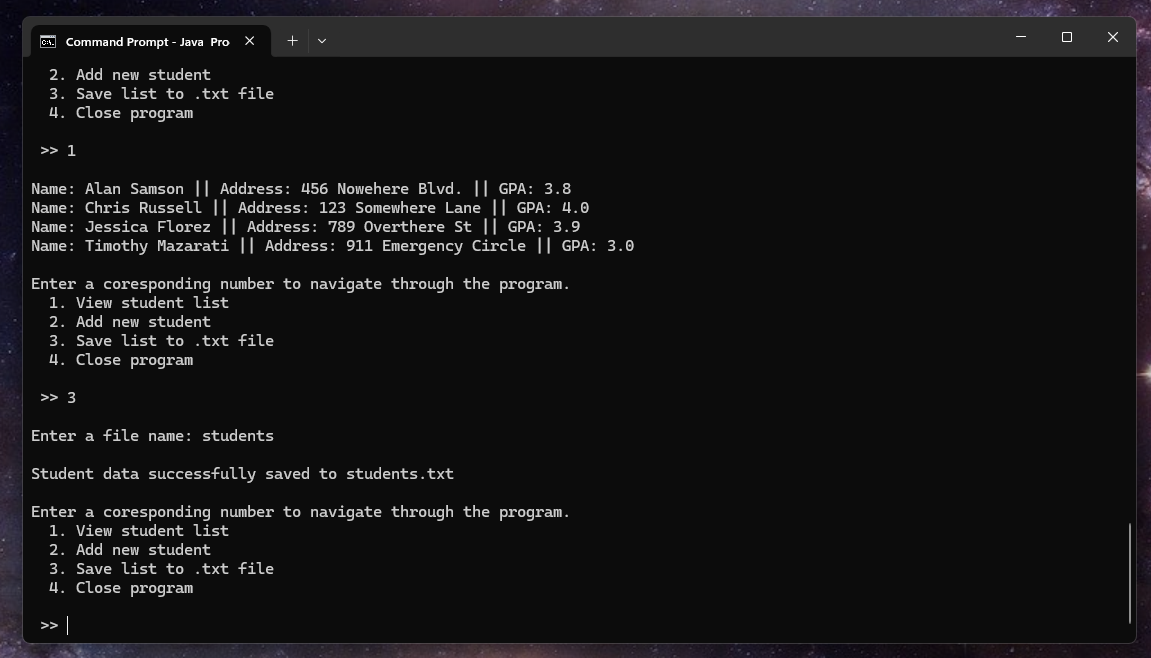 Command Prompt - Java Pro
2. Add new student
3. Save list to .txt file
4. Close program
>> 1
Name: Alan Samson || Address: 456 Nowehere Blvd. || GPA: 3.8
Name: Chris Russell || Address: 123 Somewhere Lane || GPA: 4.0
Name: Jessica Florez || Address: 789 Overthere St || GPA: 3.9
Name: Timothy Mazarati || Address: 911 Emergency Circle || GPA: 3.0
Enter a coresponding number to navigate through the program.
1. View student list
2. Add new student
3. Save list to .txt file
4. Close program
>> 3
Enter a file name: students
Student data successfully saved to students.txt
Enter a coresponding number to navigate through the program.
1. View student list
2. Add new student
3. Save list to .txt file
4. Close program
>>